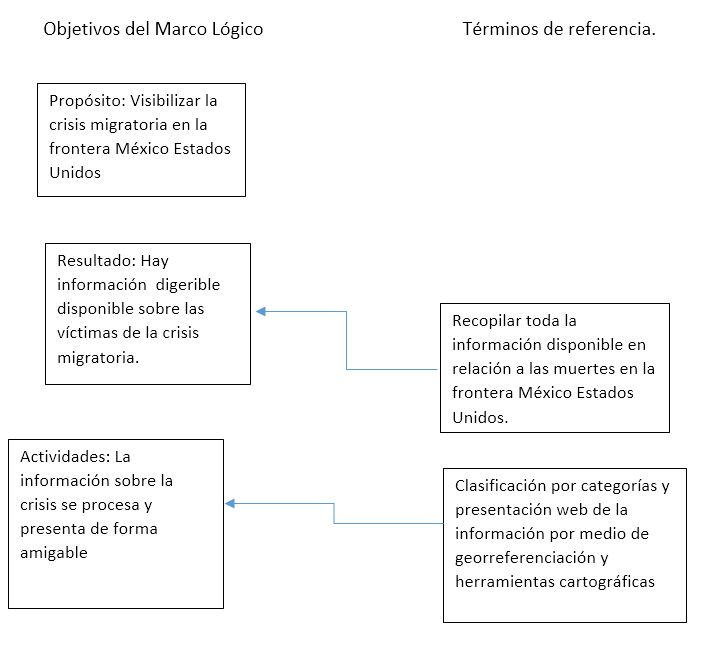 Objetivos del Marco Lógico
Términos de referencia.
Propósito: Visibilizar la
crisis migratoria en la
frontera México Estados
Unidos
Resultado: Hay
información digerible
disponible sobre las
víctimas de la crisis
migratoria.
Recopilar toda la
información disponible en
relación a las muertes en la
frontera México Estados
Unidos.
Actividades: La
información sobre la
crisis se procesa y
presenta de forma
amigable
Clasificación por categorías y
presentación web de la
información por medio de
georreferenciación y
herramientas cartográficas